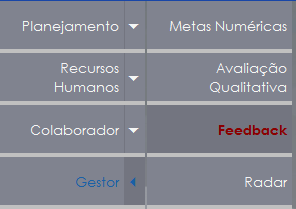 Planejamento
Metas Numéricas
Recursos
Humanos
Avaliação
Qualitativa
Colaborador
Feedback
Gestor
Radar